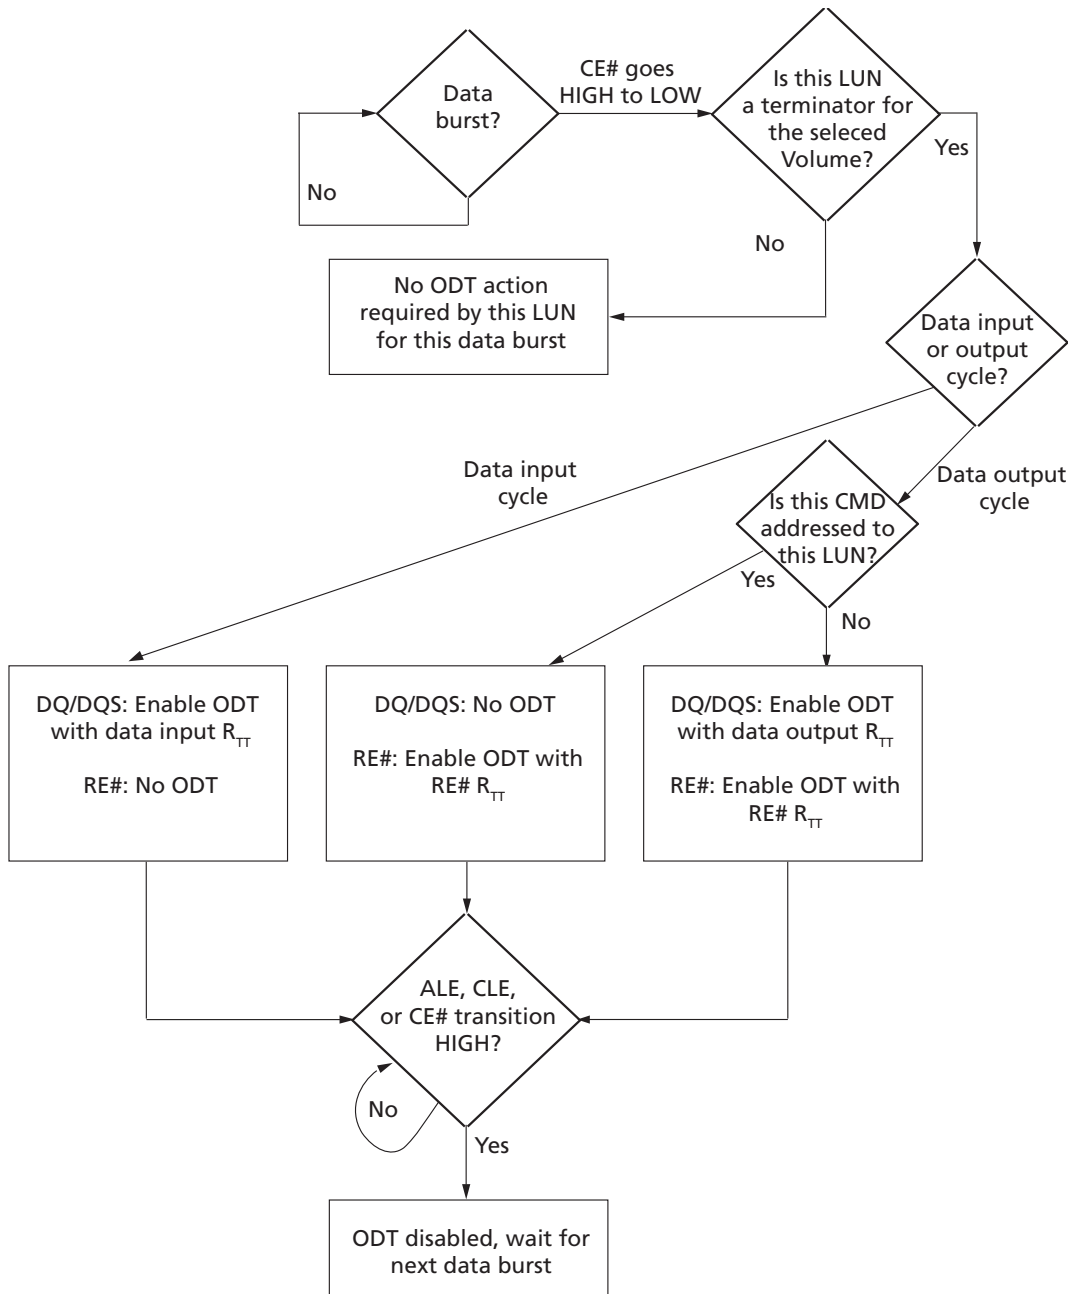 Data
burst?
CE# goes
HIGH to LOW
Is this LUN
a terminator for
the seleced
Volume?
Yes
No
No
No ODT action
required by this LUN
for this data burst
Data input
or output
cycle?
Data input
cycle
Data output
cycle
Is this CMD
addressed to
this LUN?
Yes
No
DQ/DQS: Enable ODT
with data input RTT
RE#: No ODT
DQ/DQS: No ODT
RE#: Enable ODT with
RE# RTT
DQ/DQS: Enable ODT
with data output RTT
RE#: Enable ODT with
RE# RTT
ALE, CLE,
or CE# transition
HIGH?
No
Yes
ODT disabled, wait for
next data burst